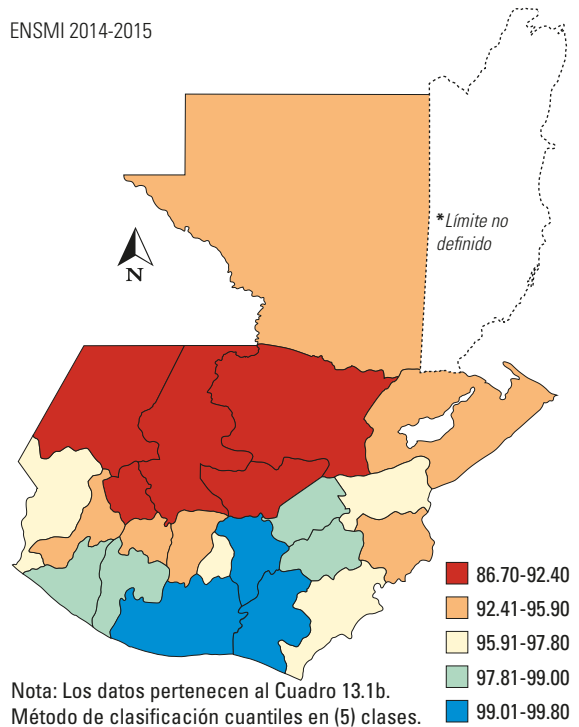 ENSMI 2014-2015
*Límite no
definido
N
86.70-92.40
92.41-95.90
95.91-97.80
97.81-99.00
99.01-99.80
Nota: Los datos pertenecen al Cuadro 13.1b.
Método de clasificación cuantiles en (5) clases.